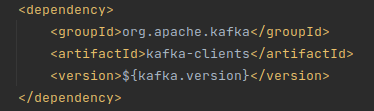 <dependency>
    <groupId>org.apache.kafka</groupId>
    <artifactId>kafka-clients</artifactId>
    <version>${kafka.version}</version>
</dependency>